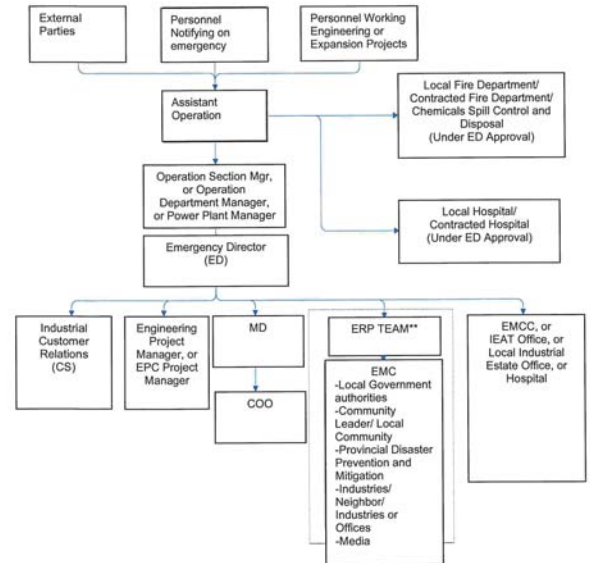 External
Parties
Personnel
Notifying on
emergency
Personnel Working
Engineering or
Expansion Projects
Assistant
Operation
Local Fire Department/
Contracted Fire Department/
Chemicals Spill Control and
Disposal
(Under ED Approval)
Operation Section Mgr,
or Operation
Department Manager,
or Power Plant Manager
Local Hospital/
Contracted Hospital
(Under ED Approval)
Emergency Director
(ED)
Industrial
Customer
Relations
(CS)
Engineering
Project
Manager, or
EPC Project
Manager
MD
COO
ERP TEAM**
EMC
-Local Government
authorities
-Community
Leader/ Local
Community
-Provincial Disaster
Prevention and
Mitigation
-Industries/
Neighbor/
Industries or
Offices
-Media
EMCC, or
IEAT Office, or
Local Industrial
Estate Office, or
Hospital